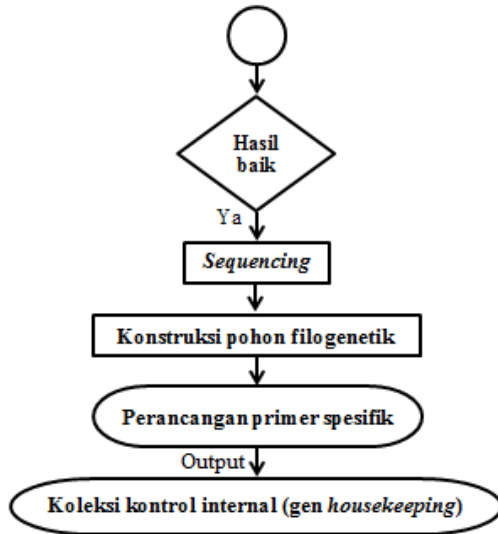 Hasil
baik
Ya
Sequencing
Konstruksi pohon filogenetik
Perancangan primer spesifik
Output
Koleksi kontrol internal (gen housekeeping)